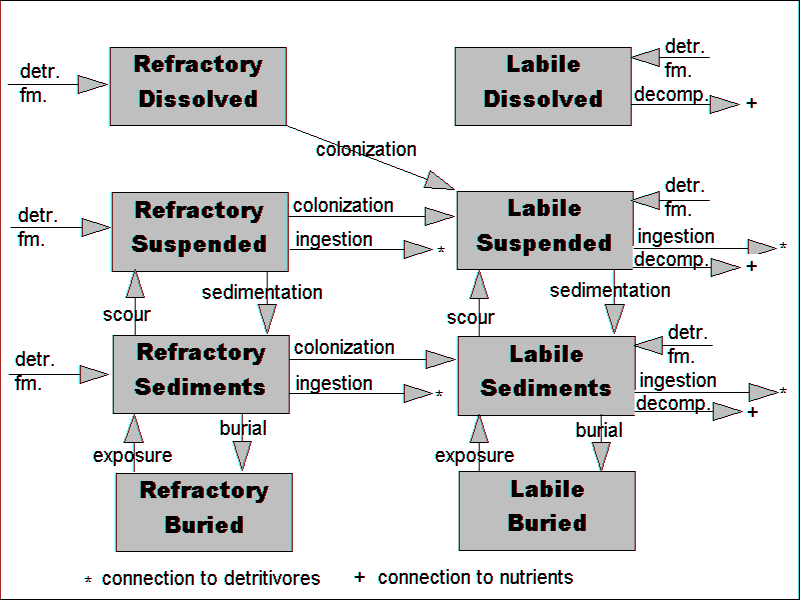 detr.
fm.
Refractory
Dissolved
Labile
Dissolved
detr.
fm.
decomp. +
colonization
detr.
fm.
Refractory
Suspended
colonization
ingestion *
Labile
Suspended
detr.
fm.
ingestion *
decomp. +
scour
sedimentation
scour
sedimentation
detr.
fm.
Refractory
Sediments
colonization
ingestion *
Labile
Sediments
detr.
fm.
ingestion *
decomp. +
exposure
burial
exposure
burial
Refractory
Buried
Labile
Buried
* connection to detritivores + connection to nutrients